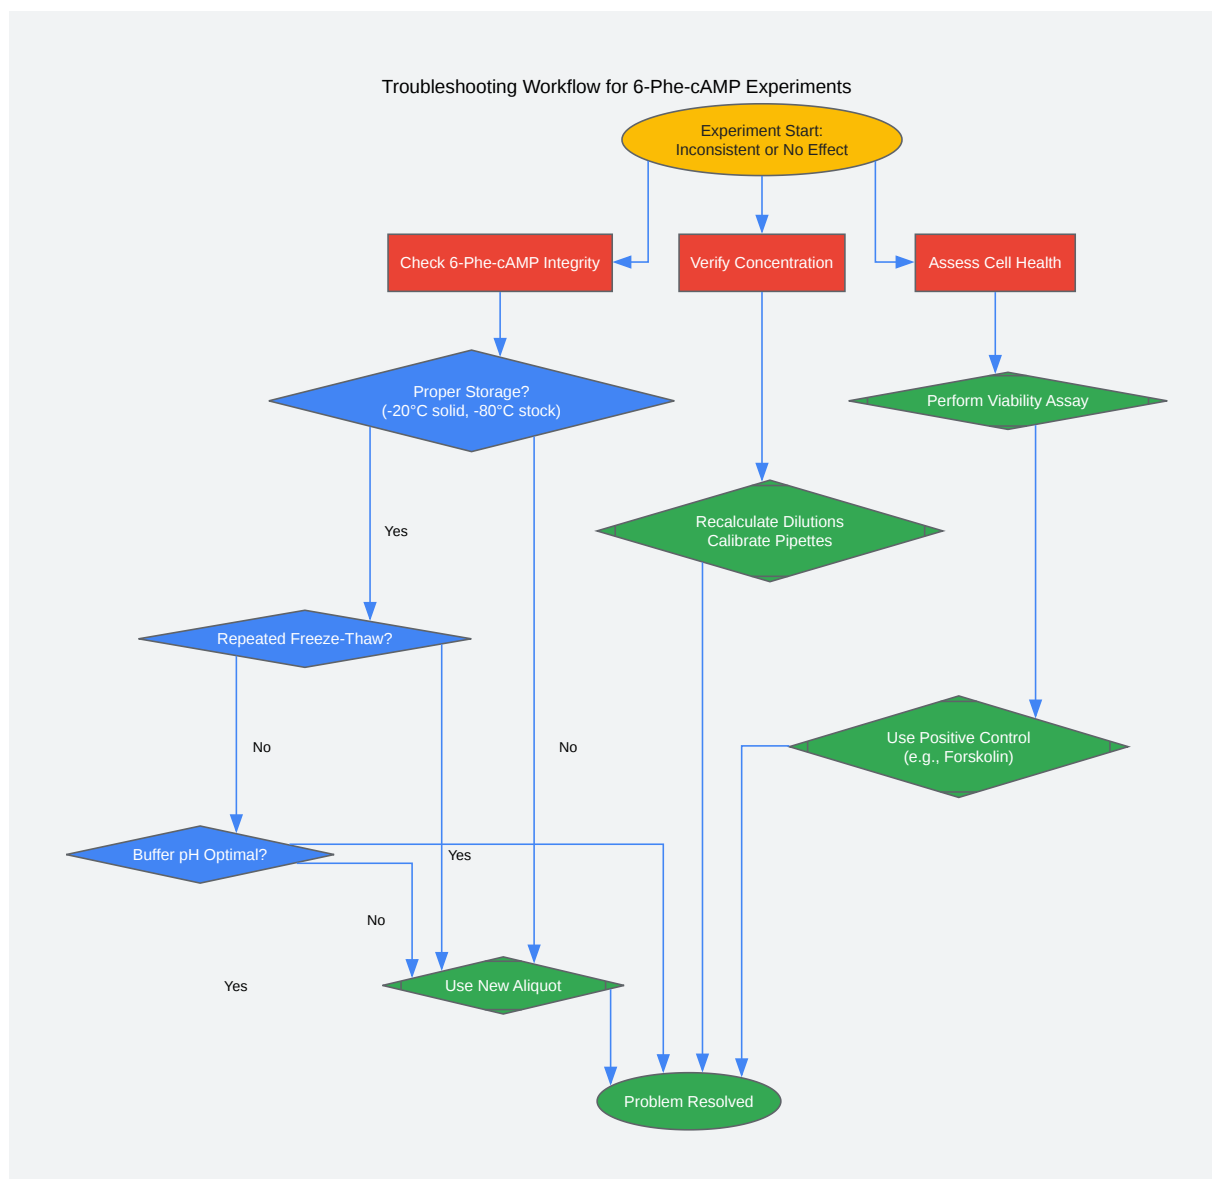 Troubleshooting Workflow for 6-Phe-cAMP Experiments
Experiment Start:
Inconsistent or No Effect
Check 6-Phe-cAMP Integrity
Verify Concentration
Assess Cell Health
Proper Storage?
(-20°C solid, -80°C stock)
Perform Viability Assay
Yes
Recalculate Dilutions
Calibrate Pipettes
Repeated Freeze-Thaw?
No
No
Use Positive Control
(e.g., Forskolin)
Buffer pH Optimal?
Yes
No
Yes
Use New Aliquot
Problem Resolved